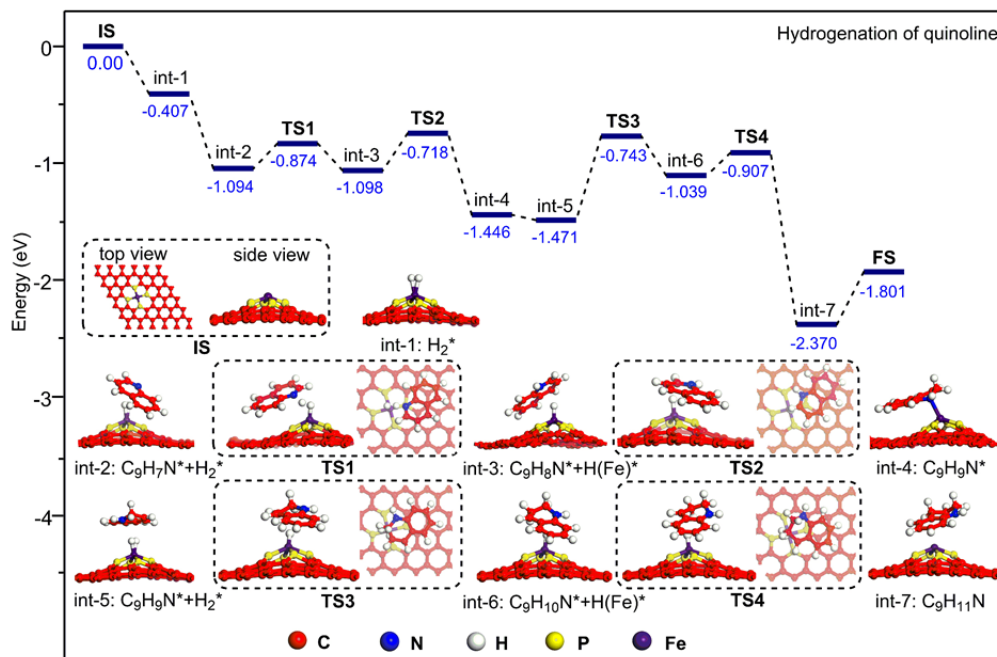 Hydrogenation of quinoline
Energy (eV)
0
-1
-2
-3
-4
IS
0.00
int-1
-0.407
int-2
-1.094
TS1
-0.874
int-3
-1.098
TS2
-0.718
int-4
-1.446
int-5
-1.471
TS3
-0.743
int-6
-1.039
TS4
-0.907
int-7
-2.370
FS
-1.801
top view
side view
IS
int-1: H₂*
int-2: C₉H₇N*+H₂*
TS1
int-3: C₉H₈N*+H(Fe)*
TS2
int-4: C₉H₉N*
int-5: C₉H₉N*+H₂*
TS3
int-6: C₉H₁₀N*+H(Fe)*
TS4
int-7: C₉H₁₁N
C
N
H
P
Fe